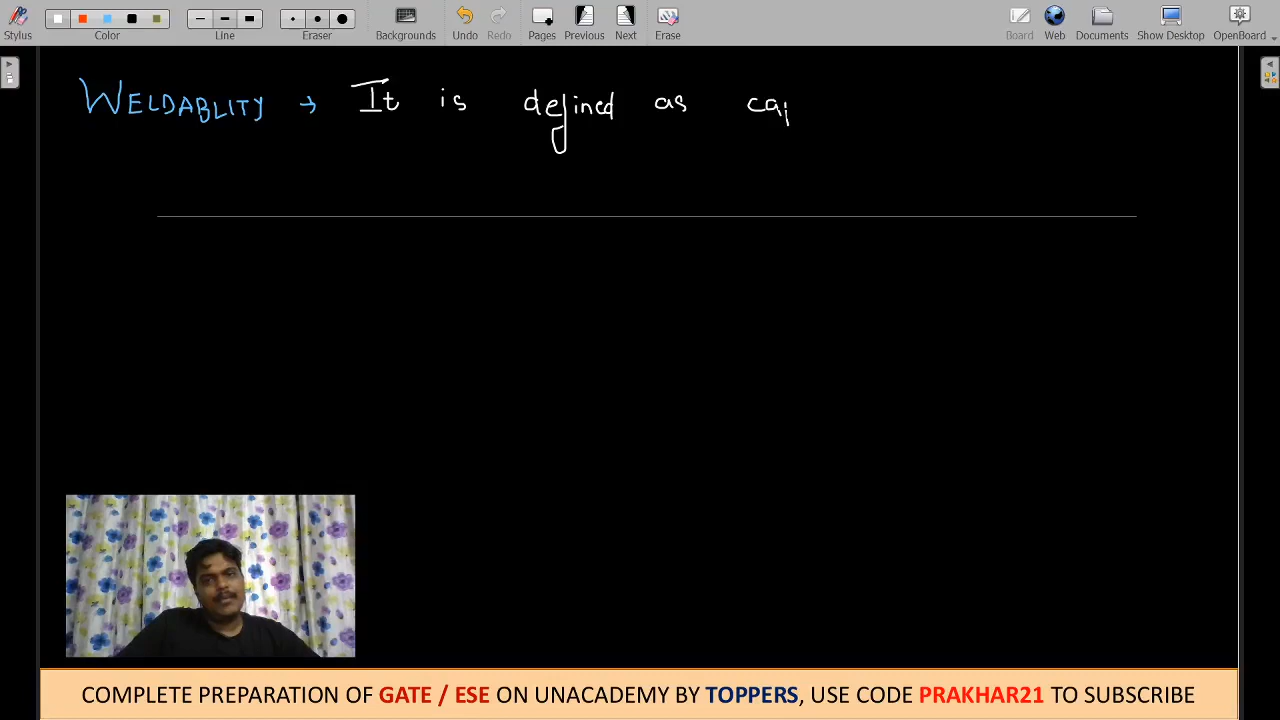 Stylus Color Line Eraser Backgrounds Undo Redo Pages Previous Next Erase Board Web Documents Show Desktop OpenBoard
WELDABLITY → It is defined as
COMPLETE PREPARATION OF GATE / ESE ON UNACADEMY BY TOPPERS, USE CODE PRAKHAR21 TO SUBSCRIBE